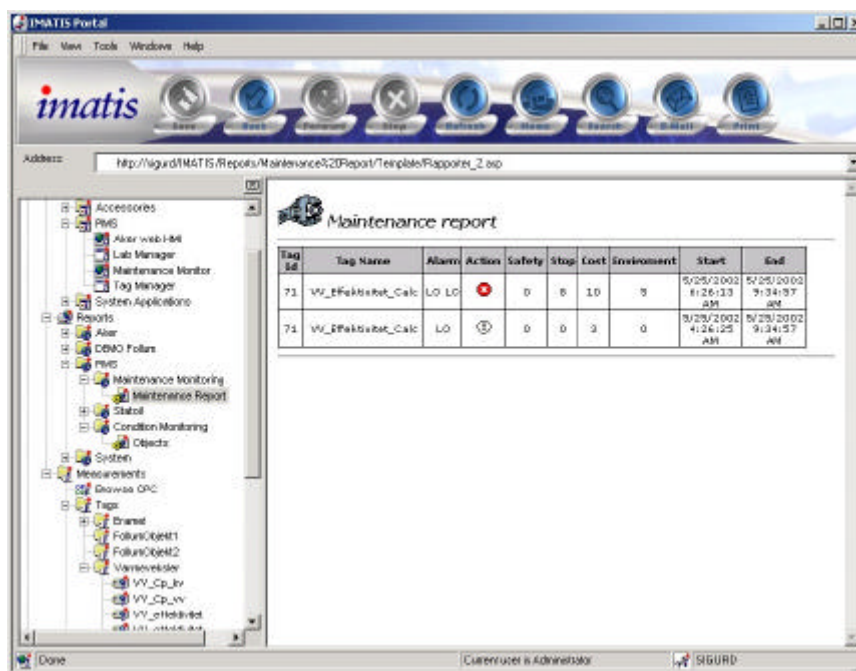 IMATIS Portal
File View Tools Windows Help
imatis
Save Back Forward Stop Refresh Home Search E-Mail Print
Address: http://sigurd/IMATIS/Reports/Maintenance%20Report/Template/Rapporter_2.asp
Accessories
PIMS
Aker web HMI
Lab Manager
Maintenance Monitor
Tag Manager
System Applications
Reports
Aker
DEMO Follum
PIMS
Maintenance Monitoring
Maintenance Report
Statoil
Condition Monitoring
Objects
System
Measurements
Browse OPC
Tags
Enamel
FollumObjekt1
FollumObjekt2
Varmeveksler
VV_Cp_kv
VV_Cp_vv
VV_effektivitet
Maintenance report
Tag Id Tag Name Alarm Action Safety Stop Cost Enviroment Start End
71 VV_Effektivitet_Calc LO LO 0 8 10 5 5/25/2002 6:26:13 AM 5/25/2002 9:34:57 AM
71 VV_Effektivitet_Calc LO 0 0 3 0 5/25/2002 4:26:25 AM 5/25/2002 9:34:57 AM
Done Current user is Administrator SIGURD